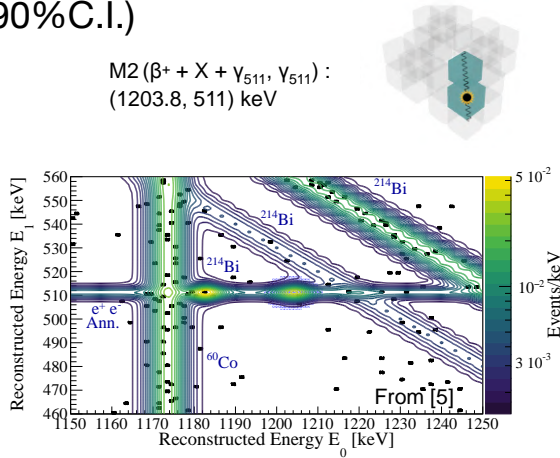 90%C.I.)
M2 (β⁺ + X + γ₅₁₁, γ₅₁₁) :
(1203.8, 511) keV
Reconstructed Energy E₁ [keV]
560
550
540
530
520
510
500
490
480
470
460
²¹⁴Bi
²¹⁴Bi
²¹⁴Bi
e⁺ e⁻
Ann.
⁶⁰Co
From [5]
1150 1160 1170 1180 1190 1200 1210 1220 1230 1240 1250
Reconstructed Energy E₀ [keV]
5 10⁻²
10⁻²
3 10⁻³
Events/keV